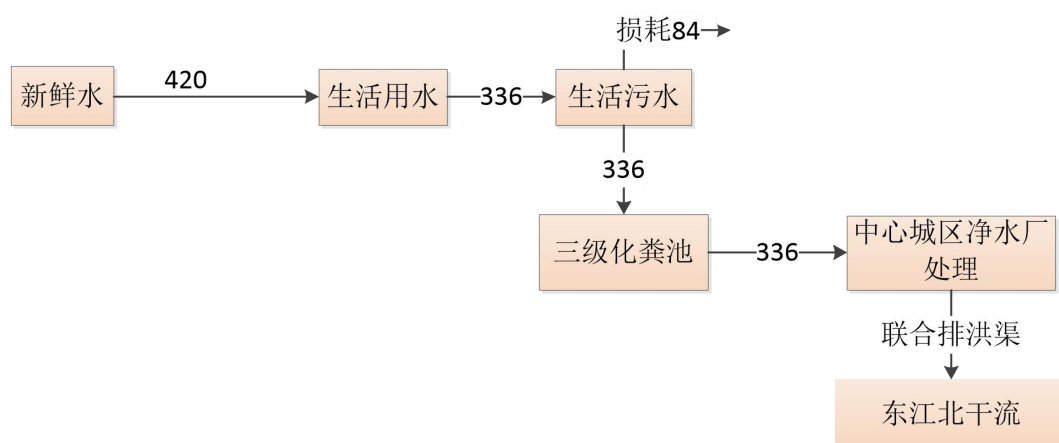 损耗84
新鲜水
420
生活用水
336
生活污水
336
三级化粪池
336
中心城区净水厂
处理
联合排洪渠
东江北干流